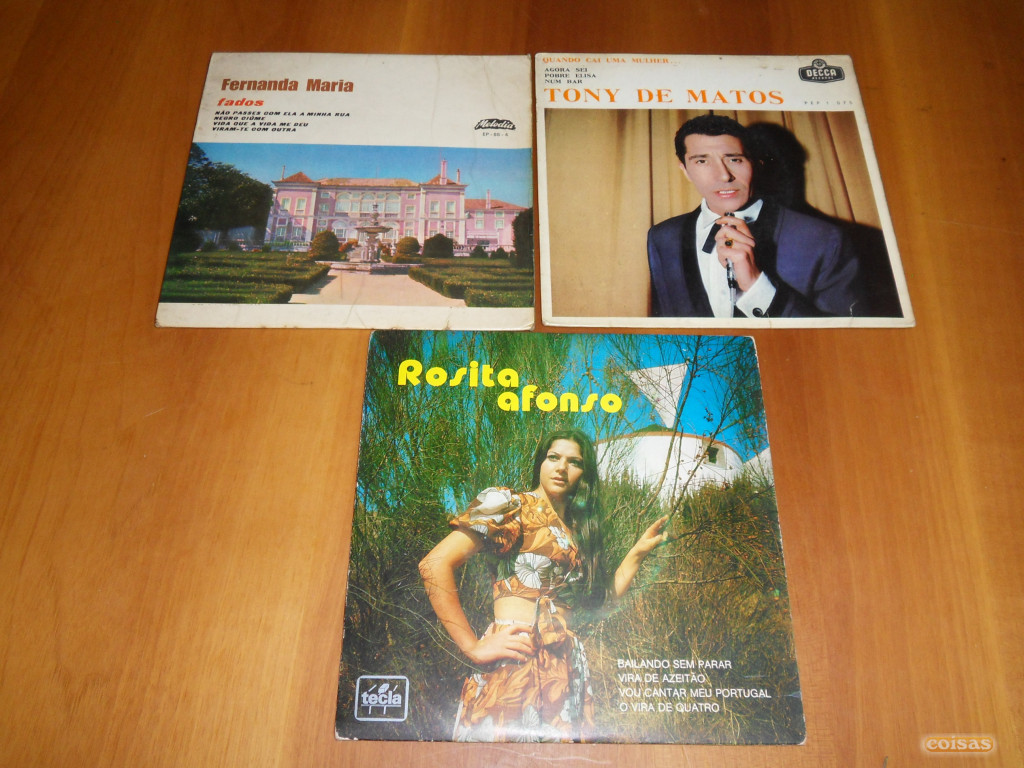 Fernanda Maria
fados
NÃO PASSES COM ELA À MINHA RUA
NEGRO CIÚME
VIDA QUE A VIDA ME DEU
VIRAM-TE COM OUTRA
Melodia
QUANDO CAI UMA MULHER...
AGORA SEI
POBRE ELISA
NUM BAR
TONY DE MATOS
DECCA
Rosita
afonso
BAILANDO SEM PARAR
VIRA DE AZEITÃO
VOU CANTAR MEU PORTUGAL
O VIRA DE QUATRO
tecla
coisas